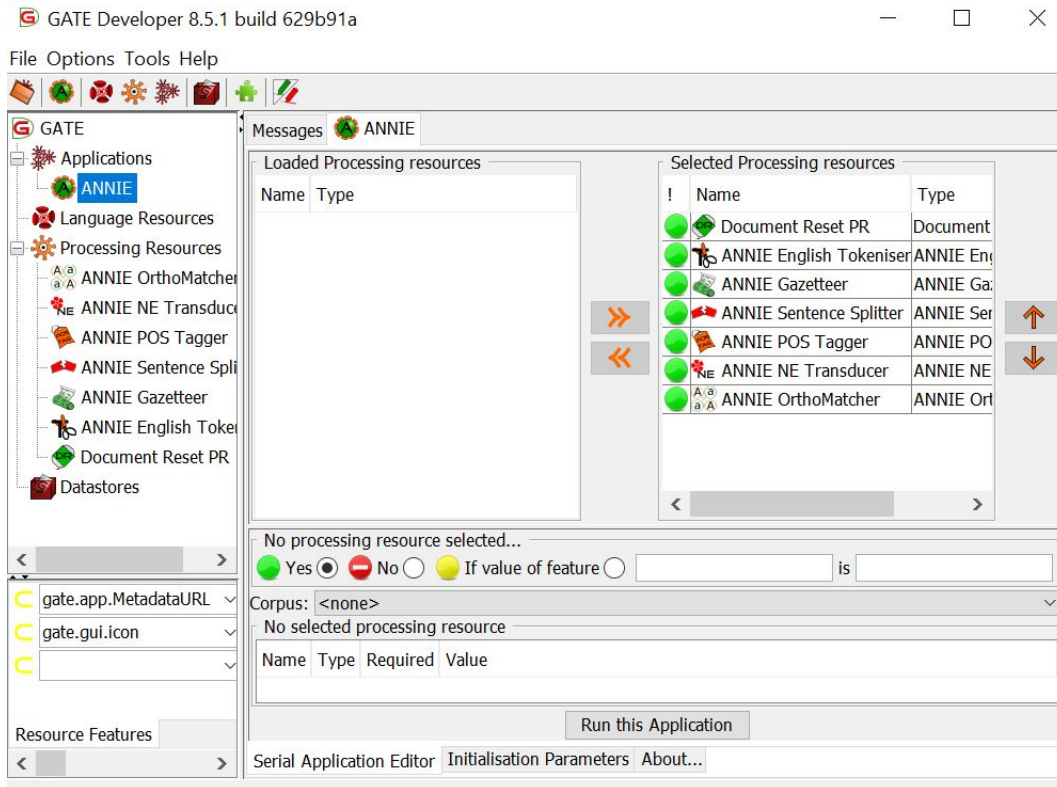 GATE Developer 8.5.1 build 629b91a
File Options Tools Help
GATE
Applications
ANNIE
Language Resources
Processing Resources
ANNIE OrthoMatcher
ANNIE NE Transduce
ANNIE POS Tagger
ANNIE Sentence Spli
ANNIE Gazetteer
ANNIE English Toke
Document Reset PR
Datastores
gate.app.MetadataURL
gate.gui.icon
Resource Features
Messages ANNIE
Loaded Processing resources
Name Type
Selected Processing resources
! Name Type
Document Reset PR Document
ANNIE English Tokeniser ANNIE Eng
ANNIE Gazetteer ANNIE Ga
ANNIE Sentence Splitter ANNIE Sen
ANNIE POS Tagger ANNIE PO
ANNIE NE Transducer ANNIE NE
ANNIE OrthoMatcher ANNIE Ort
No processing resource selected...
Yes No If value of feature is
Corpus: <none>
No selected processing resource
Name Type Required Value
Run this Application
Serial Application Editor Initialisation Parameters About...